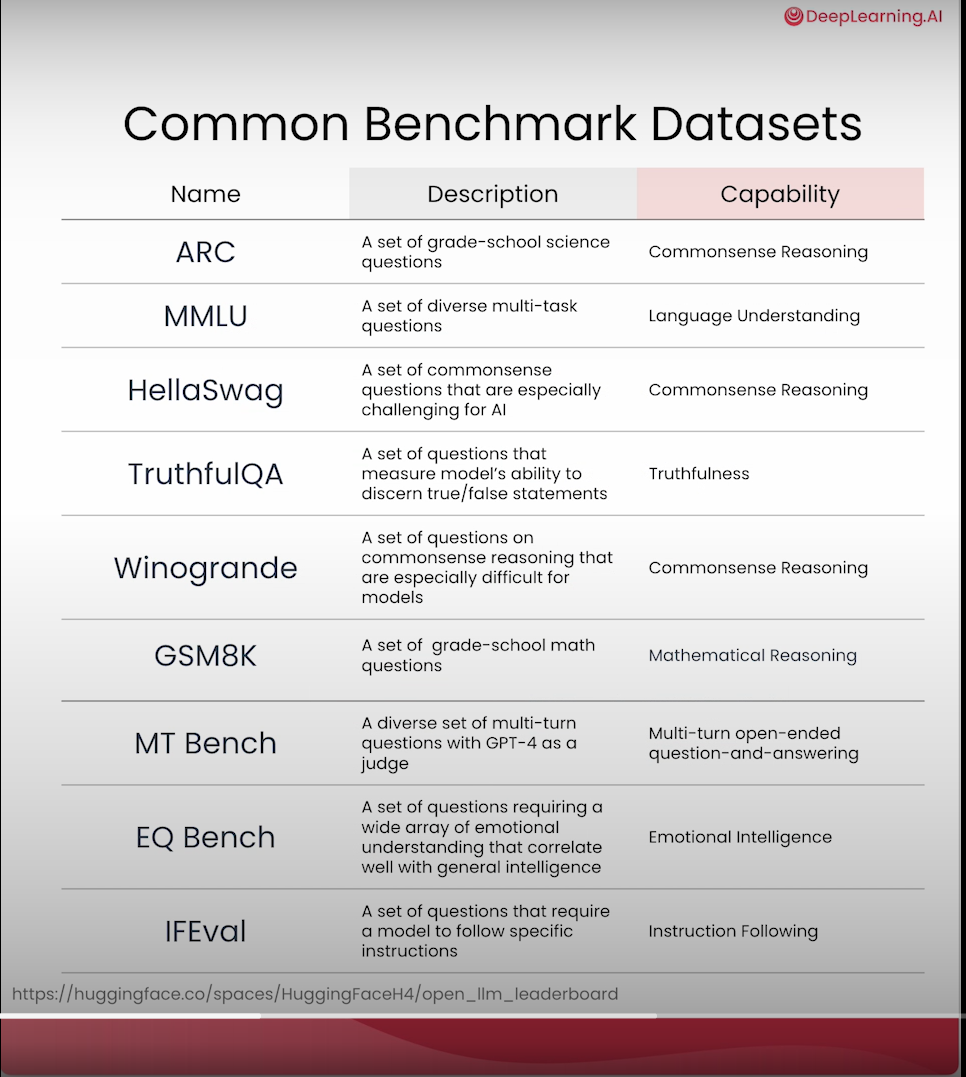 DeepLearning.AI
Common Benchmark Datasets
Name Description Capability
ARC
A set of grade-school science
questions
Commonsense Reasoning
MMLU
A set of diverse multi-task
questions
Language Understanding
HellaSwag
A set of commonsense
questions that are especially
challenging for AI
Commonsense Reasoning
TruthfulQA
A set of questions that
measure model's ability to
discern true/false statements
Truthfulness
Winogrande
A set of questions on
commonsense reasoning that
are especially difficult for
models
Commonsense Reasoning
GSM8K
A set of grade-school math
questions
Mathematical Reasoning
MT Bench
A diverse set of multi-turn
questions with GPT-4 as a
judge
Multi-turn open-ended
question-and-answering
EQ Bench
A set of questions requiring a
wide array of emotional
understanding that correlate
well with general intelligence
Emotional Intelligence
IFEval
A set of questions that require
a model to follow specific
instructions
Instruction Following
https://huggingface.co/spaces/HuggingFaceH4/open_llm_leaderboard